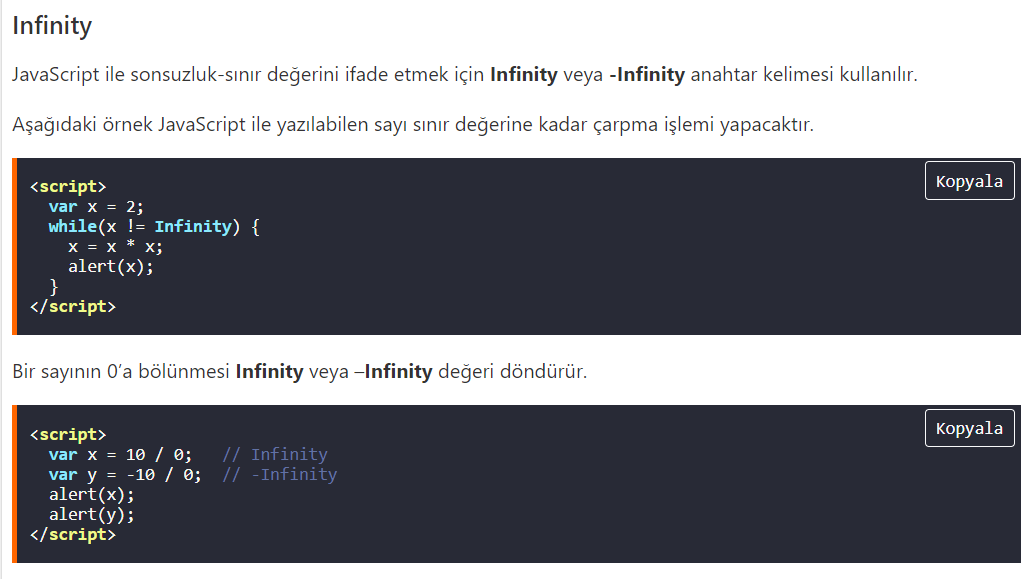 Infinity
JavaScript ile sonsuzluk-sınır değerini ifade etmek için Infinity veya -Infinity anahtar kelimesi kullanılır.
Aşağıdaki örnek JavaScript ile yazılabilen sayı sınır değerine kadar çarpma işlemi yapacaktır.
Kopyala
<script>
  var x = 2;
  while(x != Infinity) {
    x = x * x;
    alert(x);
  }
</script>
Bir sayının 0’a bölünmesi Infinity veya –Infinity değeri döndürür.
Kopyala
<script>
  var x = 10 / 0;   // Infinity
  var y = -10 / 0;  // -Infinity
  alert(x);
  alert(y);
</script>